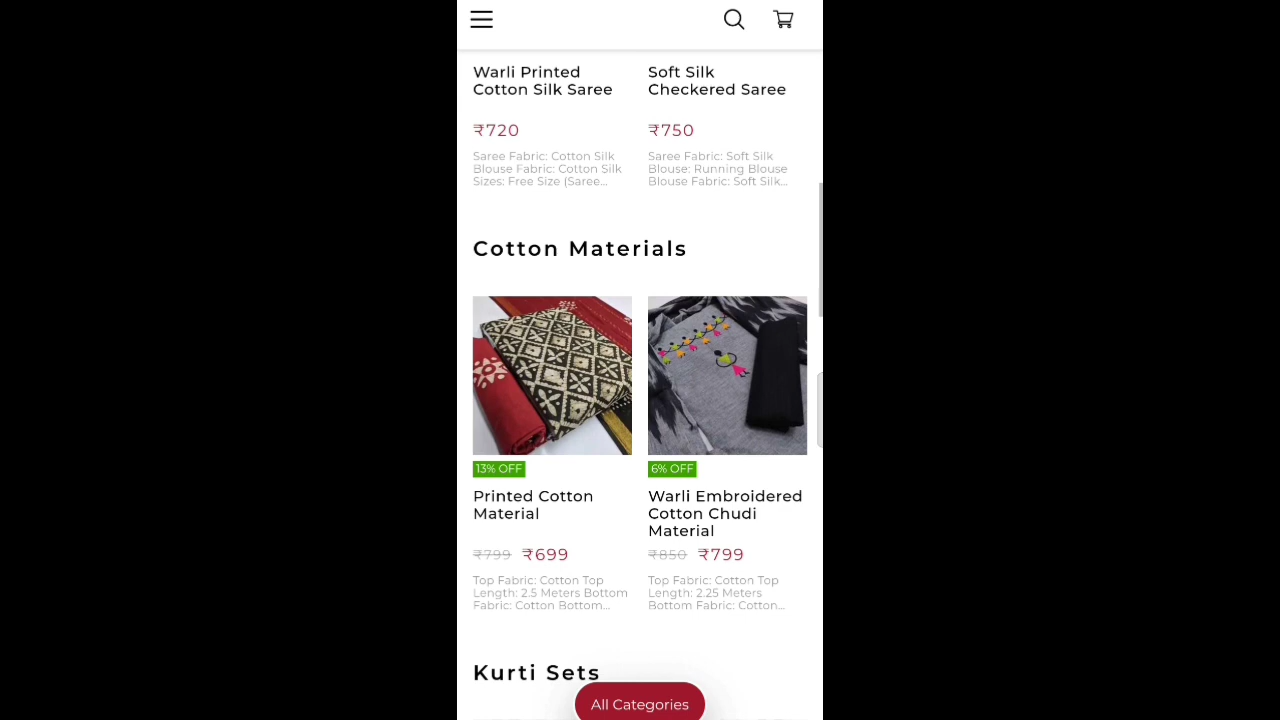 Warli Printed
Cotton Silk Saree
₹720
Saree Fabric: Cotton Silk
Blouse Fabric: Cotton Silk
Sizes: Free Size (Saree...
Soft Silk
Checkered Saree
₹750
Saree Fabric: Soft Silk
Blouse: Running Blouse
Blouse Fabric: Soft Silk...
Cotton Materials
13% OFF
Printed Cotton
Material
₹799 ₹699
Top Fabric: Cotton Top
Length: 2.5 Meters Bottom
Fabric: Cotton Bottom...
6% OFF
Warli Embroidered
Cotton Chudi
Material
₹850 ₹799
Top Fabric: Cotton Top
Length: 2.25 Meters
Bottom Fabric: Cotton...
Kurti Sets
All Categories